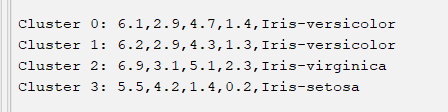 Cluster 0: 6.1,2.9,4.7,1.4,Iris-versicolor
Cluster 1: 6.2,2.9,4.3,1.3,Iris-versicolor
Cluster 2: 6.9,3.1,5.1,2.3,Iris-virginica
Cluster 3: 5.5,4.2,1.4,0.2,Iris-setosa